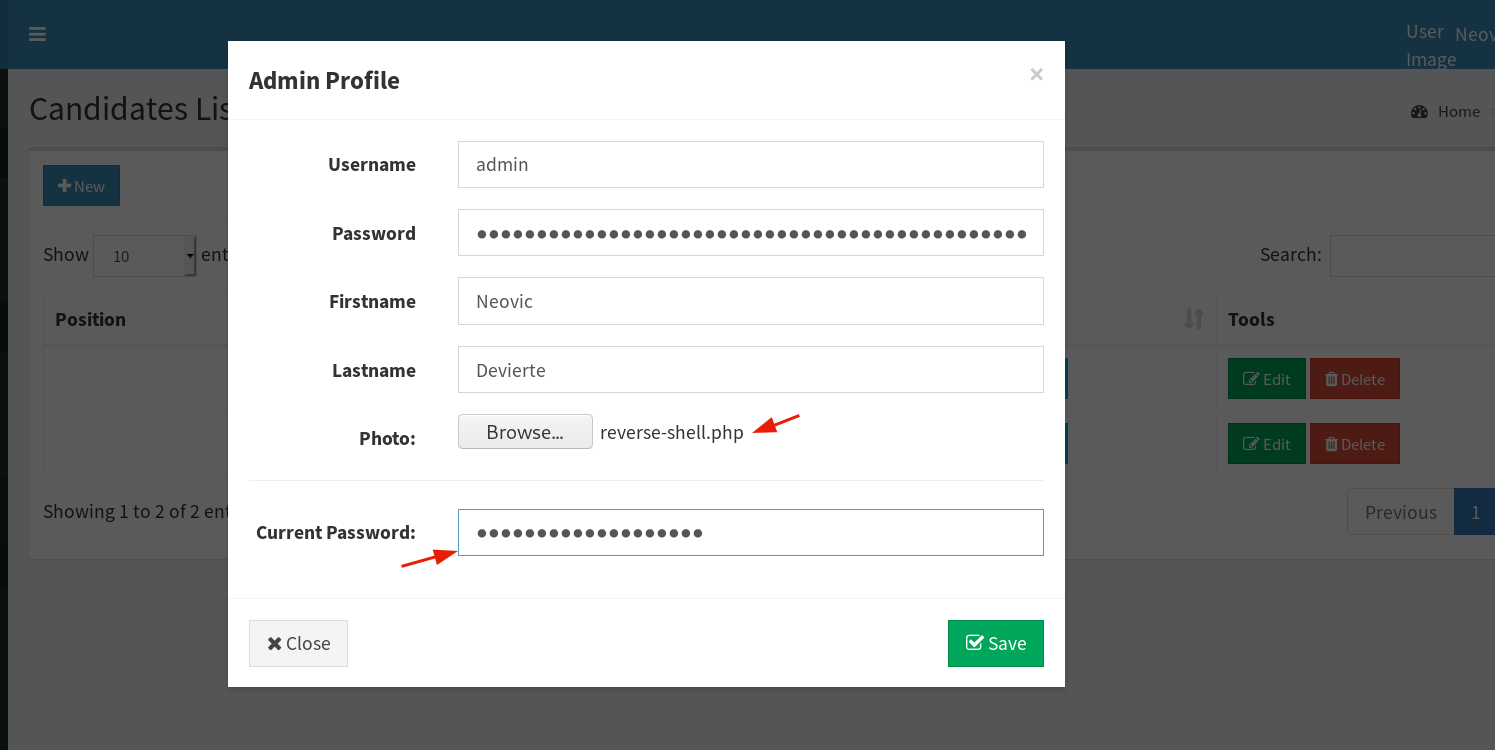 User Neov
Image
Admin Profile
×
Candidates Lis
Home
Username admin
New
Password ••••••••••••••••••••••••••••••••••••••••••••••
Show 10 ent
Search:
Firstname Neovic
Position
Tools
Lastname Devierte
Edit Delete
Photo: Browse... reverse-shell.php
Edit Delete
Showing 1 to 2 of 2 ent
Previous 1
Current Password: •••••••••••••••••••
Close
Save